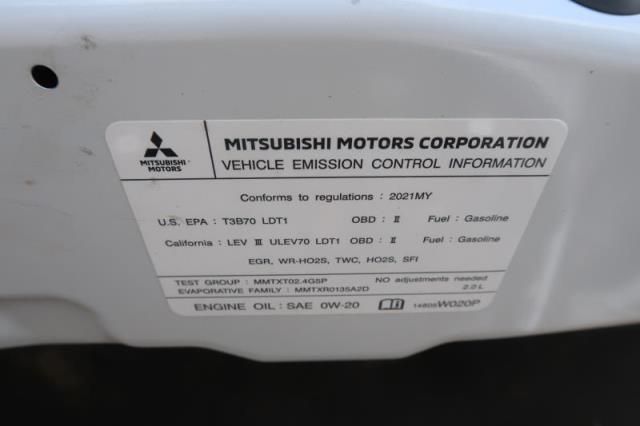 MITSUBISHI
MOTORS
MITSUBISHI MOTORS CORPORATION
VEHICLE EMISSION CONTROL INFORMATION
Conforms to regulations : 2021MY
U.S. EPA : T3B70 LDT1 OBD : II Fuel : Gasoline
California : LEV III ULEV70 LDT1 OBD : II Fuel : Gasoline
EGR, WR-HO2S, TWC, HO2S, SFI
TEST GROUP : MMTXT02.4G5P NO adjustments needed
EVAPORATIVE FAMILY : MMTXR0135A2D 2.0 L
ENGINE OIL : SAE 0W-20 1480SW020P